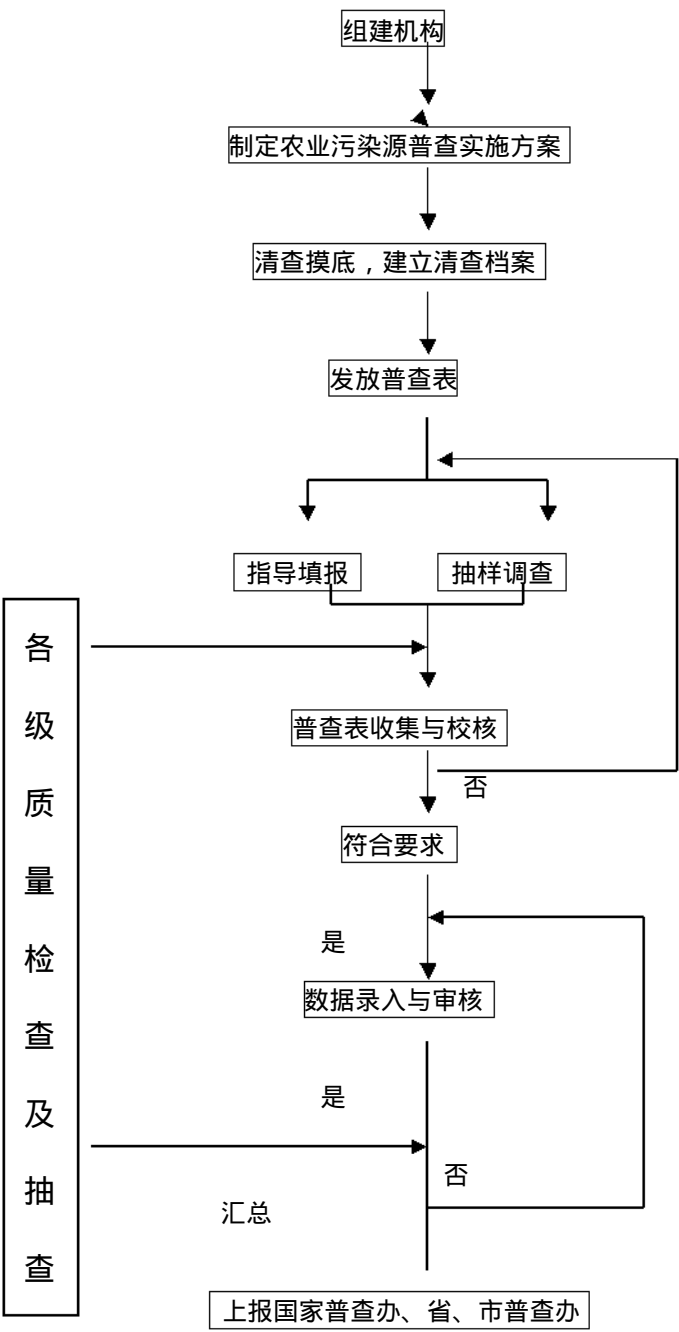 组建机构
制定农业污染源普查实施方案
清查摸底，建立清查档案
发放普查表
指导填报
抽样调查
各级质量检查及抽查
普查表收集与校核
否
符合要求
是
数据录入与审核
是
否
汇总
上报国家普查办、省、市普查办